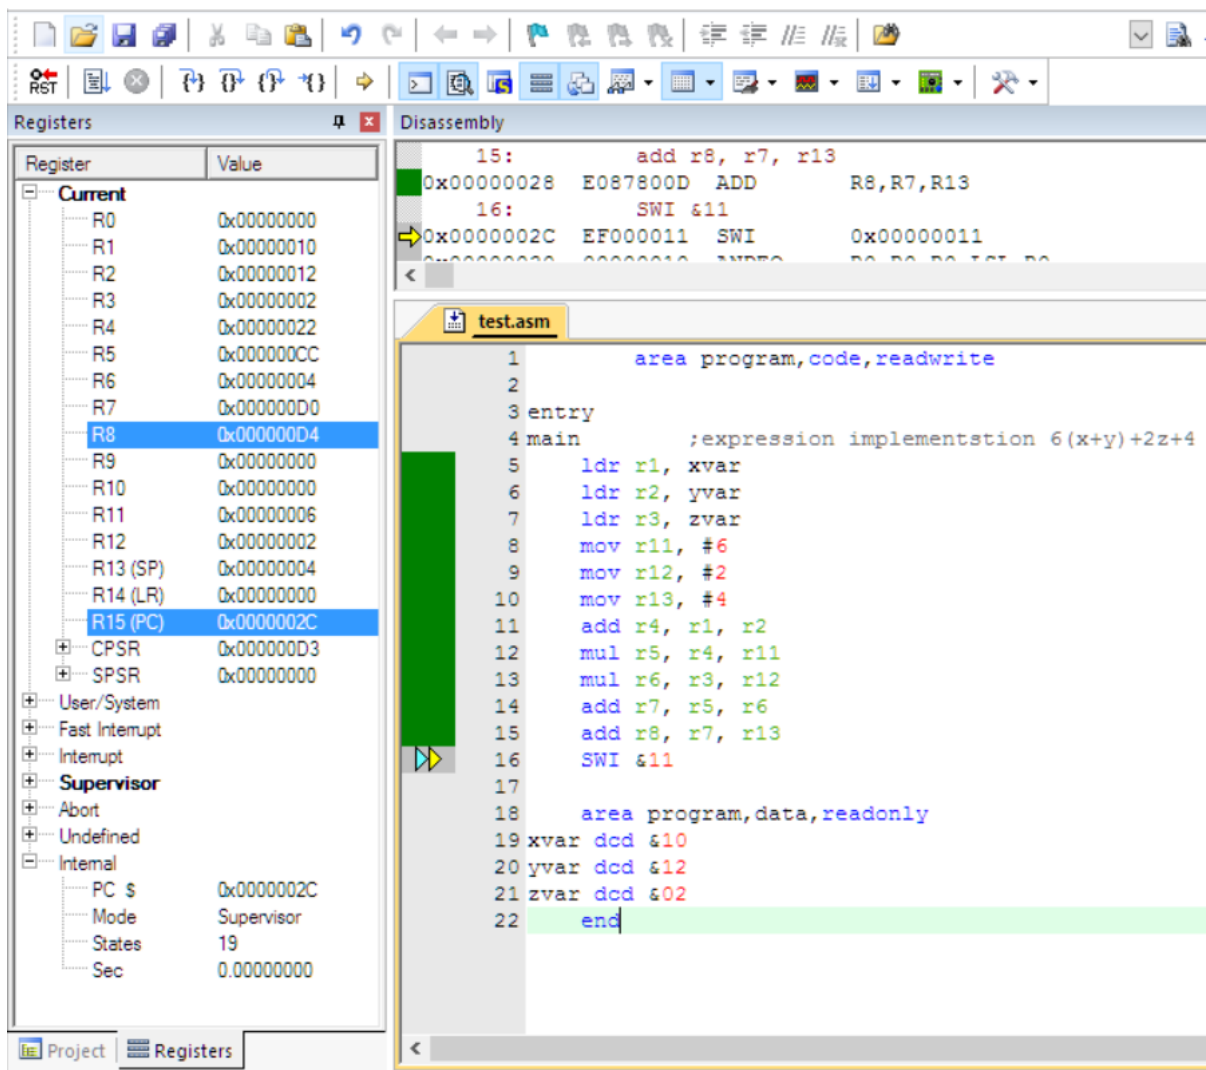 RST
Registers
Register Value
Current
R0 0x00000000
R1 0x00000010
R2 0x00000012
R3 0x00000002
R4 0x00000022
R5 0x000000CC
R6 0x00000004
R7 0x000000D0
R8 0x000000D4
R9 0x00000000
R10 0x00000000
R11 0x00000006
R12 0x00000002
R13 (SP) 0x00000004
R14 (LR) 0x00000000
R15 (PC) 0x0000002C
CPSR 0x000000D3
SPSR 0x00000000
User/System
Fast Interrupt
Interrupt
Supervisor
Abort
Undefined
Internal
PC $ 0x0000002C
Mode Supervisor
States 19
Sec 0.00000000
Project Registers
Disassembly
15: add r8, r7, r13
0x00000028 E087800D ADD R8,R7,R13
16: SWI &11
0x0000002C EF000011 SWI 0x00000011
0x00000030 00000010 ANDEQ R0,R0,R0,LSL R0
test.asm
1 area program,code,readwrite
2
3 entry
4 main ;expression implementstion 6(x+y)+2z+4
5 ldr r1, xvar
6 ldr r2, yvar
7 ldr r3, zvar
8 mov r11, #6
9 mov r12, #2
10 mov r13, #4
11 add r4, r1, r2
12 mul r5, r4, r11
13 mul r6, r3, r12
14 add r7, r5, r6
15 add r8, r7, r13
16 SWI &11
17
18 area program,data,readonly
19 xvar dcd &10
20 yvar dcd &12
21 zvar dcd &02
22 end